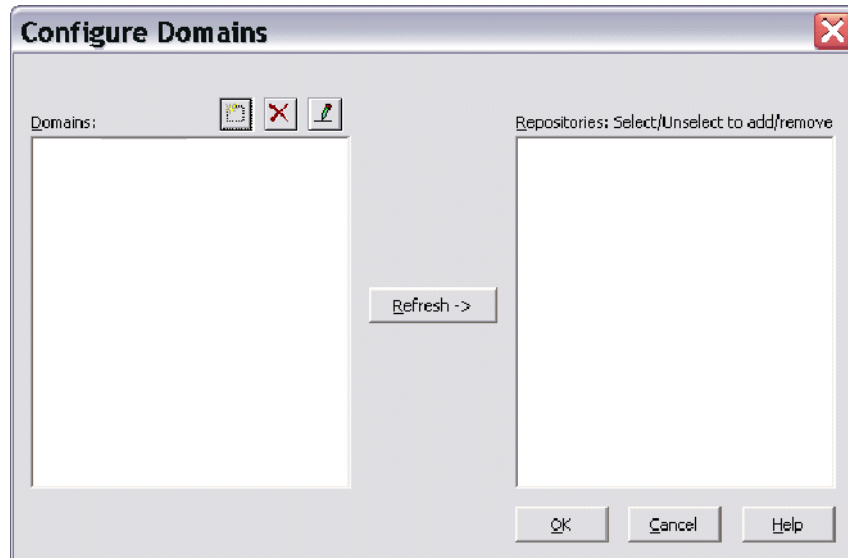 Configure Domains
Domains:
Repositories: Select/Unselect to add/remove
Refresh ->
OK
Cancel
Help